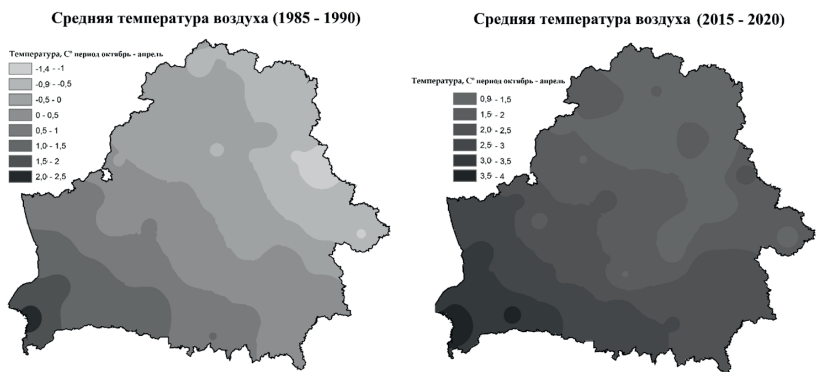 Средняя температура воздуха (1985 - 1990)
Температура, С° период октябрь - апрель
-1,4 - -1
-0,9 - -0,5
-0,5 - 0
0 - 0,5
0,5 - 1
1,0 - 1,5
1,5 - 2
2,0 - 2,5
Средняя температура воздуха (2015 - 2020)
Температура, С° период октябрь - апрель
0,9 - 1,5
1,5 - 2
2,0 - 2,5
2,5 - 3
3,0 - 3,5
3,5 - 4